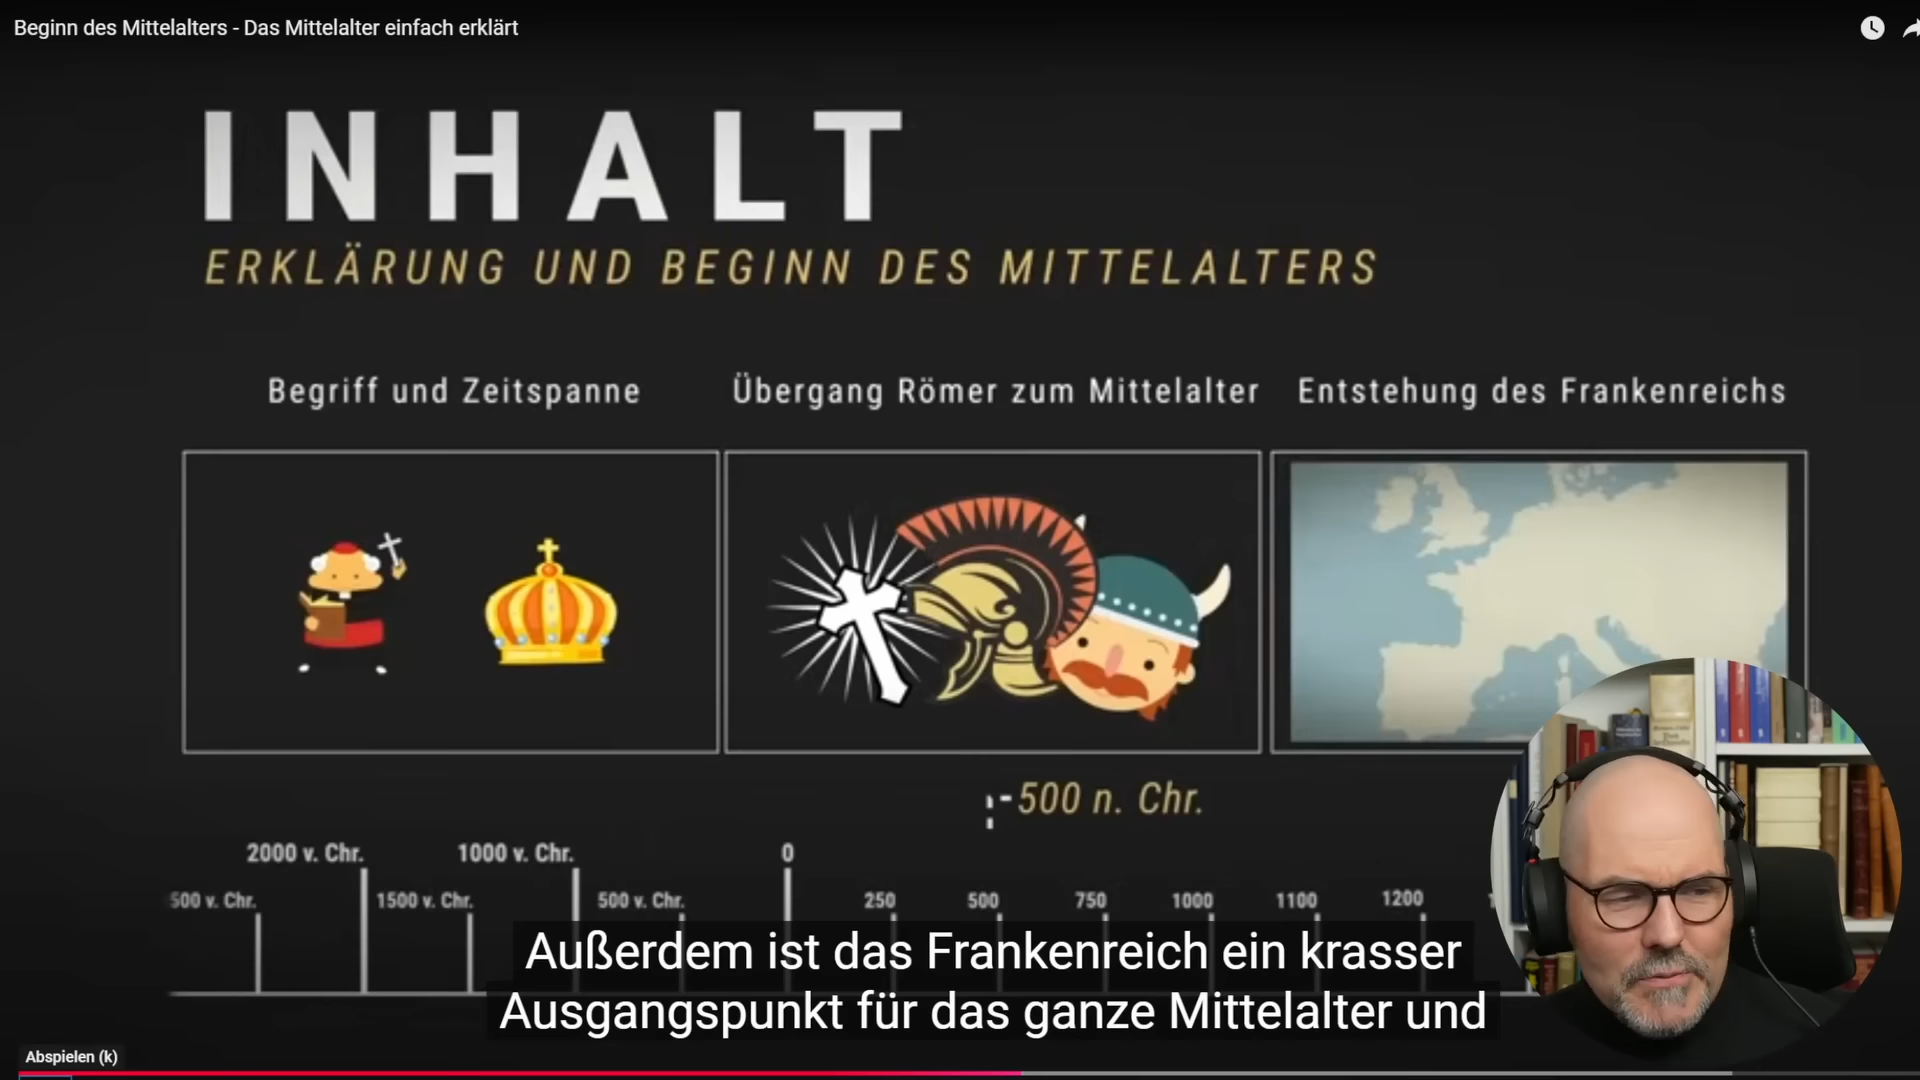 Beginn des Mittelalters - Das Mittelalter einfach erklärt
INHALT
ERKLÄRUNG UND BEGINN DES MITTELALTERS
Begriff und Zeitspanne
Übergang Römer zum Mittelalter
Entstehung des Frankenreichs
500 n. Chr.
2000 v. Chr.
1000 v. Chr.
0
500 v. Chr.
1500 v. Chr.
500 v. Chr.
250
500
750
1000
1100
1200
Außerdem ist das Frankenreich ein krasser
Ausgangspunkt für das ganze Mittelalter und
Abspielen (k)